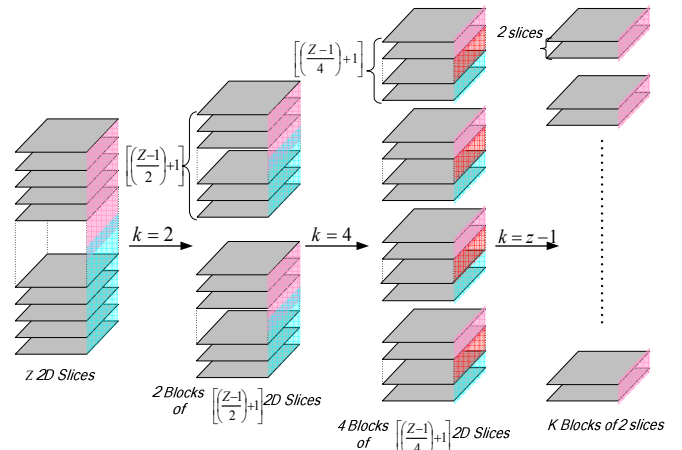 2 slices
[((Z−1)/4)+1]
[((Z−1)/2)+1]
k = 2
k = 4
k = z−1
Z 2D Slices
2 Blocks
of [((Z−1)/2)+1] 2D Slices
4 Blocks
of [((Z−1)/4)+1] 2D Slices
K Blocks of 2 slices